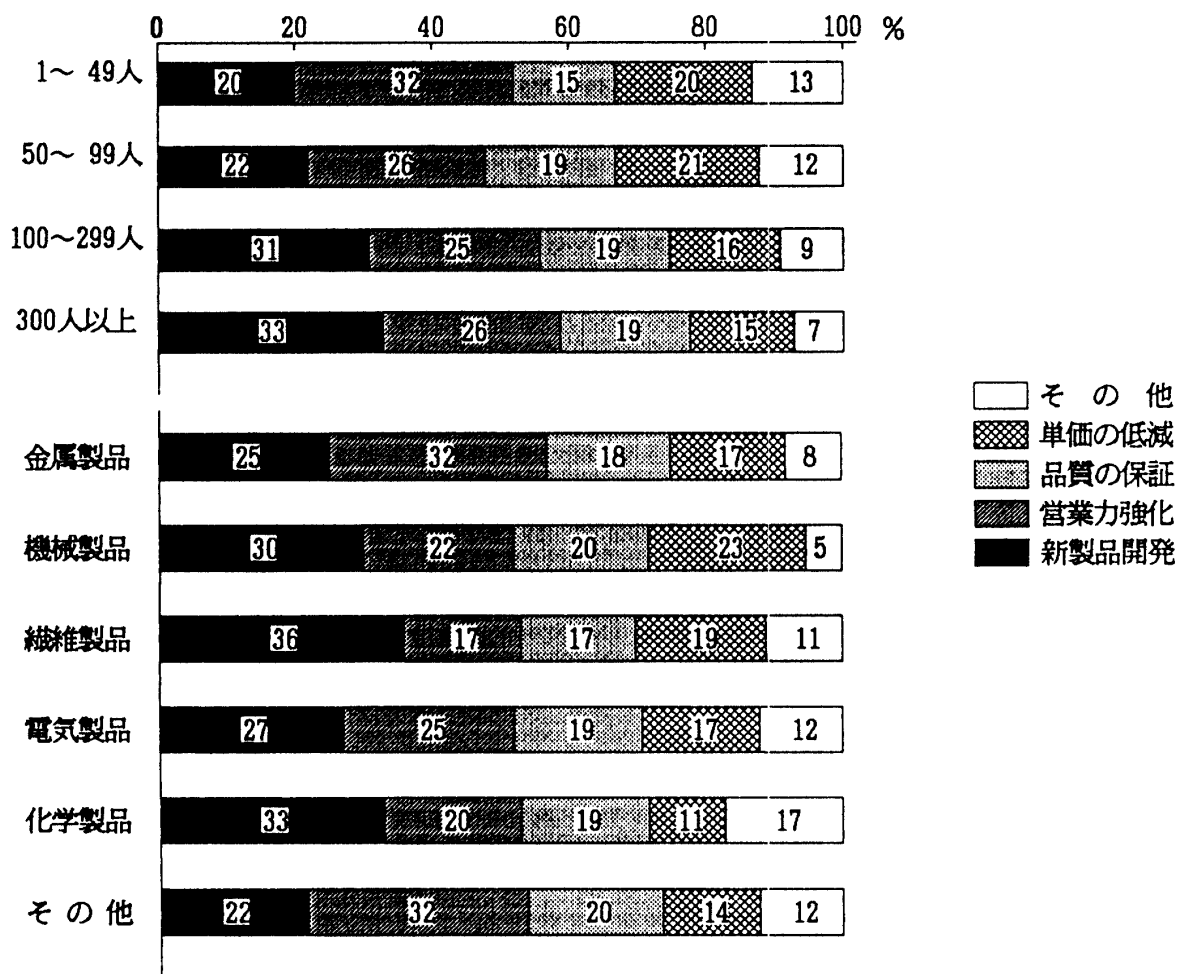 0 20 40 60 80 100 %
1～ 49人 20 32 15 20 13
50～ 99人 22 26 19 21 12
100～299人 31 25 19 16 9
300人以上 33 26 19 15 7
金属製品 25 32 18 17 8
機械製品 30 22 20 23 5
繊維製品 36 17 17 19 11
電気製品 27 25 19 17 12
化学製品 33 20 19 11 17
そ の 他 22 32 20 14 12
そ の 他
単価の低減
品質の保証
営業力強化
新製品開発